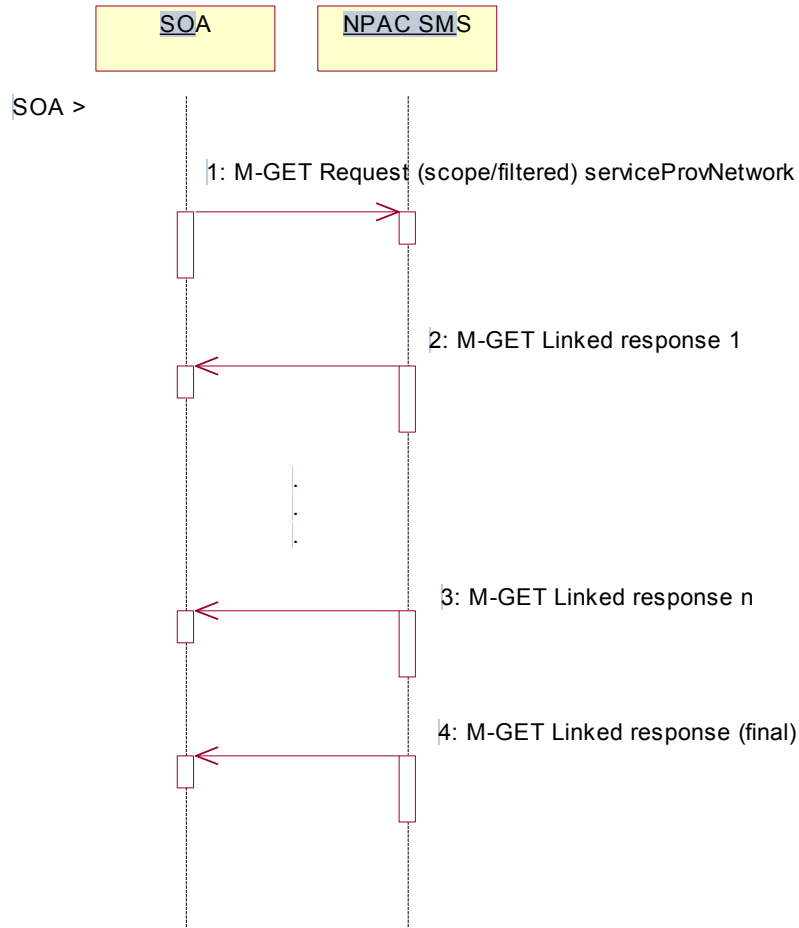 SOA
NPAC SMS
SOA >
1: M-GET Request (scope/filtered) serviceProvNetwork
2: M-GET Linked response 1
.
.
.
3: M-GET Linked response n
4: M-GET Linked response (final)